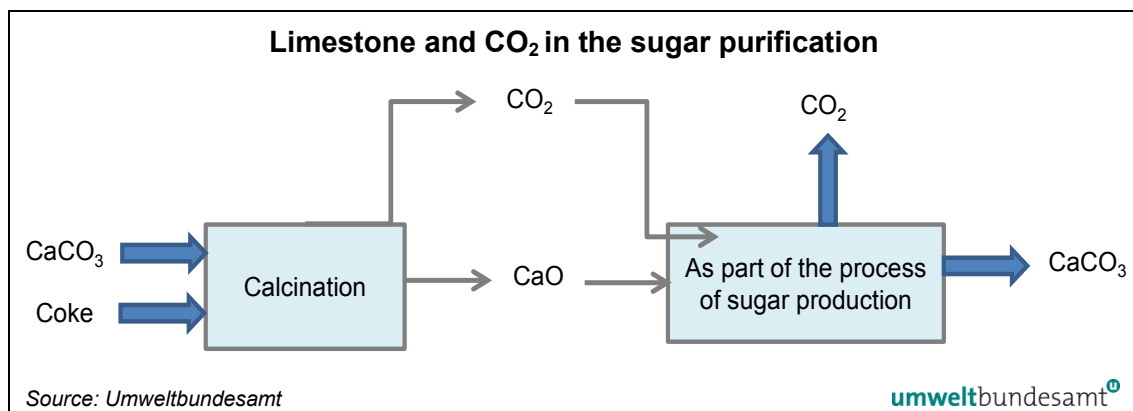 Limestone and CO₂ in the sugar purification
CO₂
CO₂
CaCO₃
Coke
Calcination
CaO
As part of the process
of sugar production
CaCO₃
Source: Umweltbundesamt
umweltbundesamt ⓤ